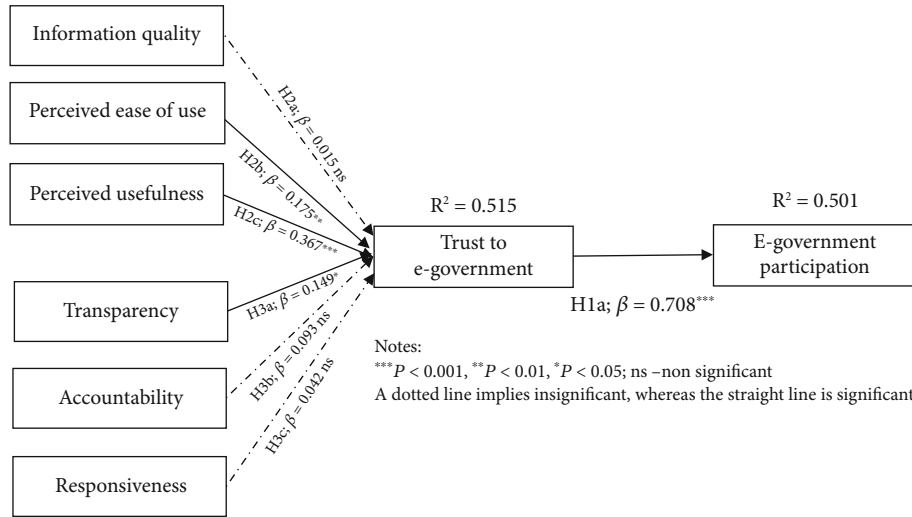 Information quality
Perceived ease of use
Perceived usefulness
Transparency
Accountability
Responsiveness
H2a; β = 0.015 ns
H2b; β = 0.175**
H2c; β = 0.367***
H3a; β = 0.149*
H3b; β = 0.093 ns
H3c; β = 0.042 ns
R² = 0.515
Trust to
e-government
H1a; β = 0.708***
R² = 0.501
E-government
participation
Notes:
***P < 0.001, **P < 0.01, *P < 0.05; ns –non significant
A dotted line implies insignificant, whereas the straight line is significant